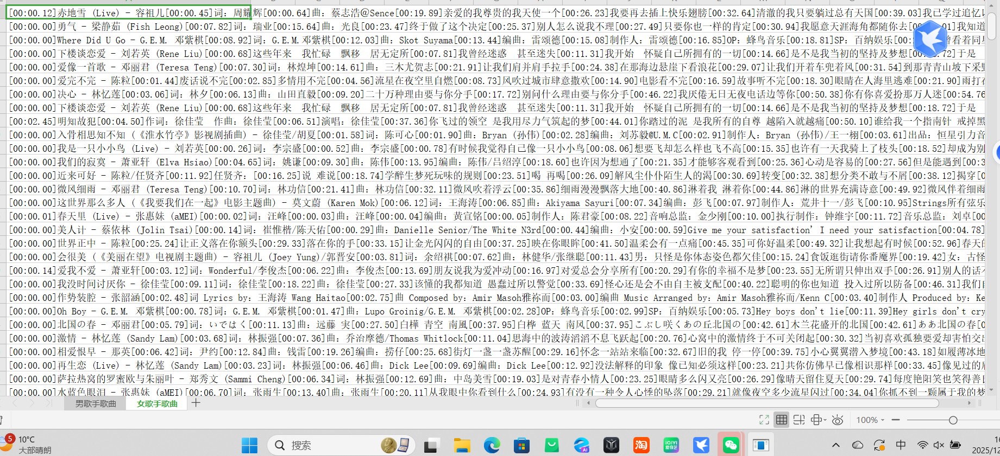 [00:00.12]赤地雪 (Live) - 容祖儿[00:00.45]词：周耀辉[00:00.64]曲：蔡志浩@Sence[00:19.89]亲爱的我尊贵的我天使一个[00:26.23]我要再去插上快乐翅膀[00:32.64]清澈的我只要躺过总有天国[00:39.03]我已学过追忆
[00:00.00]勇气 - 梁静茹 (Fish Leong)[00:07.82]词：瑞业[00:15.64]曲：光良[00:23.47]终于做了这个决定[00:25.37]别人怎么说我不理[00:27.49]只要你也一样的肯定[00:30.94]我愿意天涯海角都随你去[00: 01]我知道
[00:00.00]Where Did U Go - G.E.M. 邓紫棋[00:08.92]词：G.E.M.邓紫棋[00:12.03]曲：Skot Suyama[00:13.44]编曲：雷颂德[00:15.08]制作人：雷颂德[00:16.85]OP：蜂鸟音乐[00:18.81]SP：百纳娱乐[00: 曾看着同星
[00:00.00]下楼谈恋爱 - 刘若英 (Rene Liu)[00:00.68]这些年来　我忙碌　飘移　居无定所[00:07.81]我曾经迷惑　甚至迷失[00:11.31]我开始　怀疑自己所拥有的一切[00:14.66]是不是我当初的坚持及梦想[00:18.72]于是
[00:00.00]爱像一首歌 - 邓丽君 (Teresa Teng)[00:07.30]词：林煌坤[00:14.61]曲：三木尤贺志[00:21.91]让我们肩并肩手拉手[00:24.38]在那海边悬崖下看浪花[00:29.07]让我们开着车兜着风[00:31.54]到那青青山坡下采野
[00:00.00]爱完不完 - 陈粒[00:01.44]废话说不完[00:02.85]多情用不完[00:04.56]流星在夜空里自燃[00:08.73]风吹过城市肆意撒欢[00:14.90]电影看不完[00:16.59]故事听不完[00:18.30]眼睛在人海里逃难[00:21.90]雨打在
[00:00.00]决心 - 林忆莲[00:03.06]词：林夕[00:06.13]曲：山田直毅[00:09.20]二十万种理由要与你分手[00:17.72]别问什么理由要与你分手[00:46.22]我厌倦无日无夜电话边等你[00:50.38]你有你喜爱扮那万人迷[00:54.76
[00:00.00]下楼谈恋爱 - 刘若英 (Rene Liu)[00:00.68]这些年来　我忙碌　飘移　居无定所[00:07.81]我曾经迷惑　甚至迷失[00:11.31]我开始　怀疑自己所拥有的一切[00:14.66]是不是我当初的坚持及梦想[00:18.72]于是
[00:02.45]明知故犯[00:04.50]作词：徐佳莹　作曲：徐佳莹[00:06.51]演唱：徐佳莹[00:37.36]你飞过的领空 是我用尽力气筑起的梦[00:44.01]你踏过的泥 是我所有的自尊 越陷入就越痛[00:50.10]谁给我一个指南针 戒掉黑
[00:00.00]入骨相思知不知 (《淮水竹亭》影视剧插曲) - 徐佳莹/胡夏[00:01.58]词：陈可心[00:01.90]曲：Bryan (孙伟)[00:02.28]编曲：刘苏毅@U.M.C[00:02.91]制作人：Bryan (孙伟)/王一栩[00:03.61]出品：恒星引力音
[00:00.00]我是一只小小鸟 (Live) - 刘若英[00:00.26]词：李宗盛[00:00.52]曲：李宗盛[00:00.78]有时候我觉得自己像一只小小鸟[00:08.06]想要飞却怎么样也飞不高[00:15.35]也许有一天我骑上了枝头[00:18.52]却成为别
[00:00.00]我们的寂寞 - 萧亚轩 (Elva Hsiao)[00:04.65]词：姚谦[00:09.30]曲：陈伟[00:13.95]编曲：陈伟/吕绍淳[00:18.60]也许因为想通了[00:21.35]才能够客观看到[00:25.36]心动是容易的[00:27.56]但是能遇到[00:3
[00:00.00]近来可好 - 陈粒/任贤齐[00:11.92]任贤齐：[00:16.25]说 难说[00:18.74]学醉生梦死玩味的规则[00:23.51]喝 再喝[00:26.09]解风尘仆仆陌生人的渴[00:30.69]转变[00:32.38]想分类不敢与不屑[00:38.12]揭穿[0
[00:00.00]微风细雨 - 邓丽君 (Teresa Teng)[00:10.70]词：林功信[00:21.41]曲：林功信[00:32.11]微风吹着浮云[00:35.86]细雨漫漫飘落大地[00:40.86]淋着我 淋着你[00:44.86]淋的世界充满诗意[00:49.92]微风伴着细雨
[00:00.00]这世界那么多人 (《我要我们在一起》电影主题曲) - 莫文蔚 (Karen Mok)[00:06.12]词：王海涛[00:06.85]曲：Akiyama Sayuri[00:07.34]编曲：彭飞[00:07.97]制作人：荒井十一/彭飞[00:10.95]Strings所有弦乐
[00:00.01]春天里 (Live) - 张惠妹 (aMEI)[00:00.02]词：汪峰[00:00.03]曲：汪峰[00:00.04]编曲：黄宣铭[00:00.05]制作人：陈君豪[00:08.22]音响总监：金少刚[00:10.00]执行制作：钟维宇[00:11.72]音乐总监：刘卓[00
[00:00.00]美人计 - 蔡依林 (Jolin Tsai)[00:00.14]词：崔惟楷/陈天佑[00:00.29]曲：Danielle Senior/The White N3rd[00:00.44]编曲：小安[00:00.59]Give me your satisfaction' I need your satisfaction[00:04.78]
[00:00.00]世界正中 - 陈粒[00:25.24]让正义落在你额头[00:29.33]落在你的手[00:33.15]让金光闪闪的自由[00:37.25]映在你眼眸[00:41.50]温柔会有一点痛[00:45.35]可你好温柔[00:49.32]让我想起有时候[00:52.96]春天的
[00:00.00]会很美 (《美丽在望》电视剧主题曲) - 容祖儿 (Joey Yung)/郭晋安[00:03.81]词：余绍祺[00:07.62]曲：林健华/张继聪[00:11.43]男：只怪是你体态姿色都欠佳[00:15.24]食饭逛街请你番魔界[00:19.42]女：古怪
[00:00.14]爱我不爱 - 萧亚轩[00:03.12]词：Wonderful/李俊杰[00:06.22]曲：李俊杰[00:13.69]朋友说我为爱冲动[00:16.97]对爱总会分享所有[00:20.29]有你的幸福不是梦[00:23.55]无所谓只伸出双手[00:26.91]别人的话不
[00:00.00]我没时间讨厌你 - 徐佳莹[00:09.11]词：徐佳莹[00:18.22]曲：徐佳莹[00:27.33]该懂的我都知道 愚蠢过所以警觉[00:33.69]怪心还是会不由自主被支配[00:40.22]聪明的你也知道 投入过所以防备[00:46.31]我们
[00:00.00]作势装腔 - 张韶涵[00:02.48]词 Lyrics by：王海涛 Wang Haitao[00:02.75]曲 Composed by：Amir Masoh雅祢而[00:03.00]编曲 Music Arranged by：Amir Masoh雅祢而/Kenn C[00:03.40]制作人 Produced by：Ke
[00:00.00]Oh Boy - G.E.M. 邓紫棋[00:00.78]词：G.E.M. 邓紫棋[00:01.47]曲：Lupo Groinig/G.E.M. 邓紫棋[00:02.28]OP：蜂鸟音乐[00:02.99]SP：百纳娱乐[00:05.73]Hey boys don't lie[00:11.39]Hey girls don't cry
[00:00.00]北国の春 - 邓丽君[00:05.79]词：いではく[00:11.13]曲：远藤 実[00:27.50]白樺 青空 南風[00:37.95]白桦 蓝天 南风[00:37.95]こぶし咲くあの丘北国の[00:42.61]木兰花盛开的北国[00:42.61]ああ北国の春[0
[00:00.00]激情 - 林忆莲 (Sandy Lam)[00:03.68]词：林振强[00:07.36]曲：乔治摩德/Thomas Whitlock[00:11.04]思海中的波涛滔滔不息飞跃起[00:20.76]心窝中的激情终于不可关闭起[00:30.32]当初喜欢孤独要爱却害怕交出
[00:00.00]相爱恨早 - 那英[00:06.42]词：尹约[00:12.84]曲：钱雷[00:19.26]编曲：捞仔[00:25.68]街灯一盏一盏苏醒[00:29.16]怀念一站站来临[00:32.67]旧的我 停一停[00:39.75]小心翼翼潜入梦境[00:43.18]如履薄冰地
[00:00.00]再生恋 (Live) - 林忆莲 (Sandy Lam)[00:03.23]词：林振强[00:06.46]曲：Dick Lee[00:09.69]编曲：Dick Lee[00:12.92]没法解释的印象 像已知必须这样[00:23.21]共你仿佛早已像相识那样[00:33.45]像见过的眉
[00:00.00]萨拉热窝的罗蜜欧与朱丽叶 - 郑秀文 (Sammi Cheng)[00:06.34]词：林振强[00:12.69]曲：中岛美雪[00:19.03]是对青春小情人[00:23.25]眼睛多么闪又亮[00:26.29]像晴天留住夏天[00:29.74]每度艳阳笑也笑得善
[00:00.00]水蓝色眼泪 - 张惠妹 (aMEI)[00:06.70]词：张雨生[00:13.40]曲：张雨生[00:20.11]从我眼中你看到什么[00:24.93]有没有一种令人心悸的坠落[00:29.21]就像夜空多少流星闪过[00:34.04]你抓不到一颗属于我的梦
男歌手歌曲　女歌手歌曲
100%
5
10°C
大部晴朗
搜索
AI
淘
iQIYI
爱奇艺
中
16
2025/12